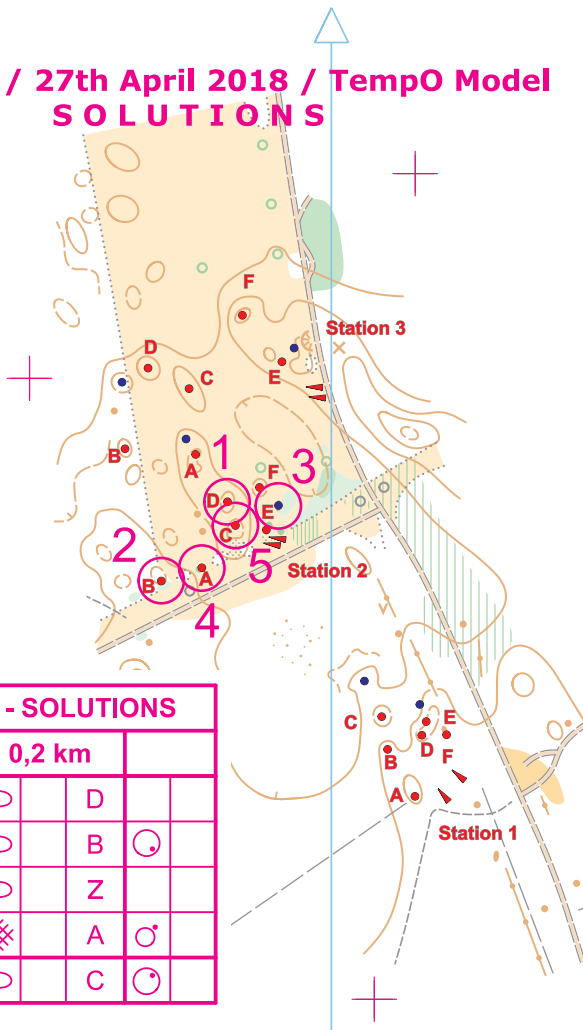 / 27th April 2018 / TempO Model
SOLUTIONS
F
Station 3
D
E
C
B
A
1
3
F
D
E
C
2
5
Station 2
B
A
4
C
E
D
F
B
A
Station 1
- SOLUTIONS
0,2 km
D
B
Z
A
C